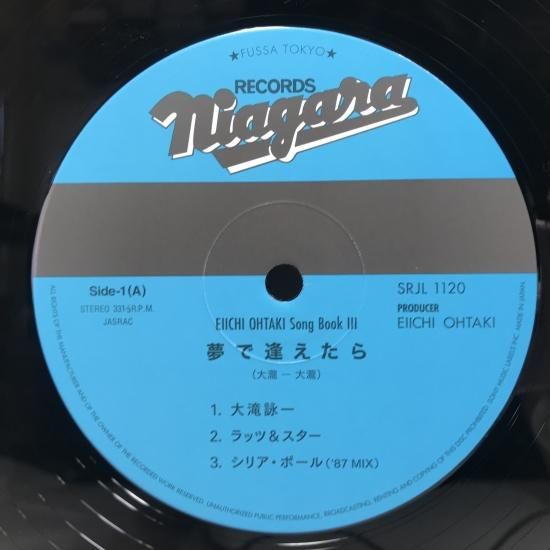 ★FUSSA TOKYO★
RECORDS
Niagara
Side-1(A)
STEREO 33 1/3 R.P.M.
JASRAC
SRJL 1120
PRODUCER
EIICHI OHTAKI
EIICHI OHTAKI Song Book III
夢で逢えたら
(大瀧 — 大瀧)
1. 大滝詠一
2. ラッツ&スター
3. シリア・ポール('87 MIX)
ALL RIGHTS OF THE MANUFACTURER AND OF THE OWNER OF THE RECORDED WORK RESERVED. UNAUTHORIZED PUBLIC PERFORMANCE, BROADCASTING, RENTING AND COPYING OF THIS DISC PROHIBITED. SONY MUSIC LABELS INC. MADE IN JAPAN.